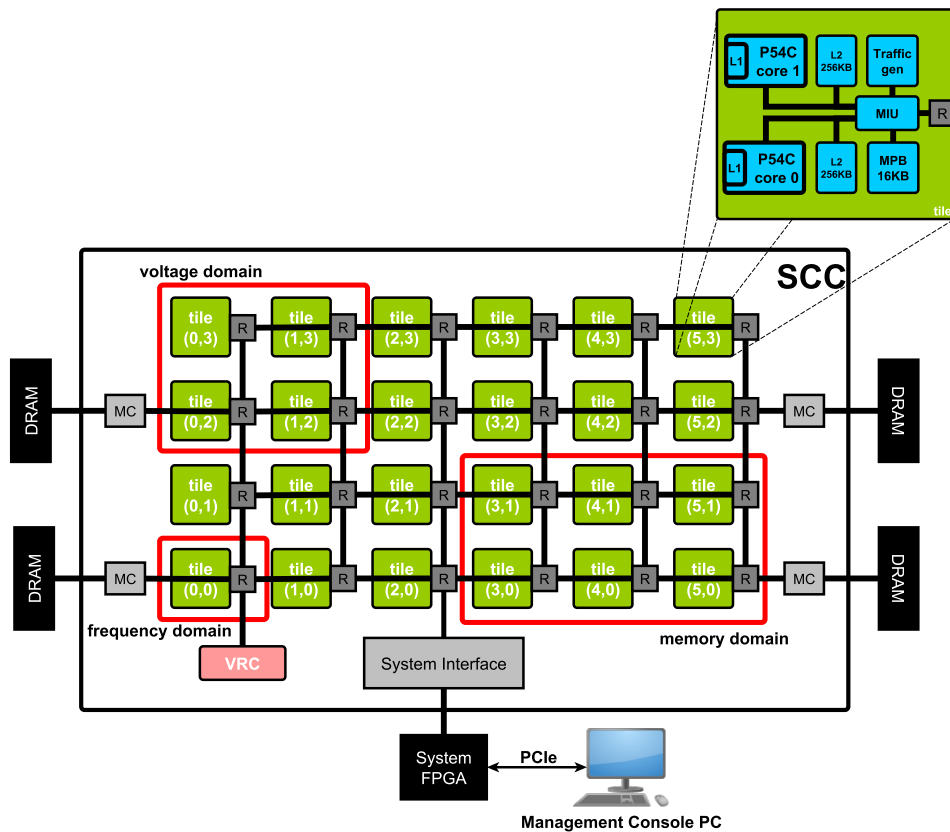 L1
P54C
core 1
L2
256KB
Traffic
gen
MIU
R
L1
P54C
core 0
L2
256KB
MPB
16KB
tile
SCC
voltage domain
tile
(0,3)
R
tile
(1,3)
R
tile
(2,3)
R
tile
(3,3)
R
tile
(4,3)
R
tile
(5,3)
R
DRAM
MC
tile
(0,2)
R
tile
(1,2)
R
tile
(2,2)
R
tile
(3,2)
R
tile
(4,2)
R
tile
(5,2)
R
MC
DRAM
tile
(0,1)
R
tile
(1,1)
R
tile
(2,1)
R
tile
(3,1)
R
tile
(4,1)
R
tile
(5,1)
R
DRAM
MC
tile
(0,0)
R
tile
(1,0)
R
tile
(2,0)
R
tile
(3,0)
R
tile
(4,0)
R
tile
(5,0)
R
MC
DRAM
frequency domain
memory domain
VRC
System Interface
System
FPGA
PCIe
Management Console PC